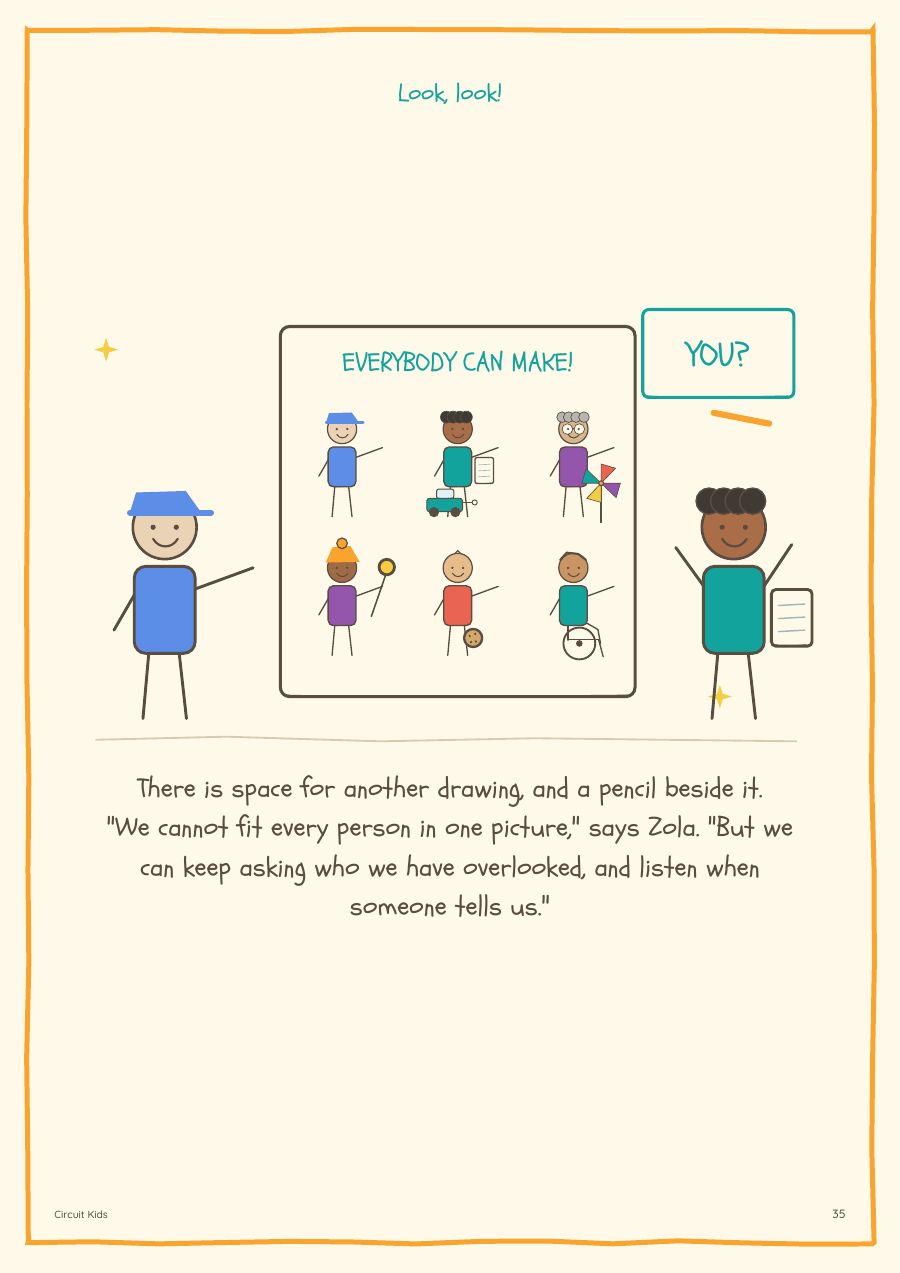 Look, look!
EVERYBODY CAN MAKE!
YOU?
There is space for another drawing, and a pencil beside it.
"We cannot fit every person in one picture," says Zola. "But we
can keep asking who we have overlooked, and listen when
someone tells us."
Circuit Kids
35